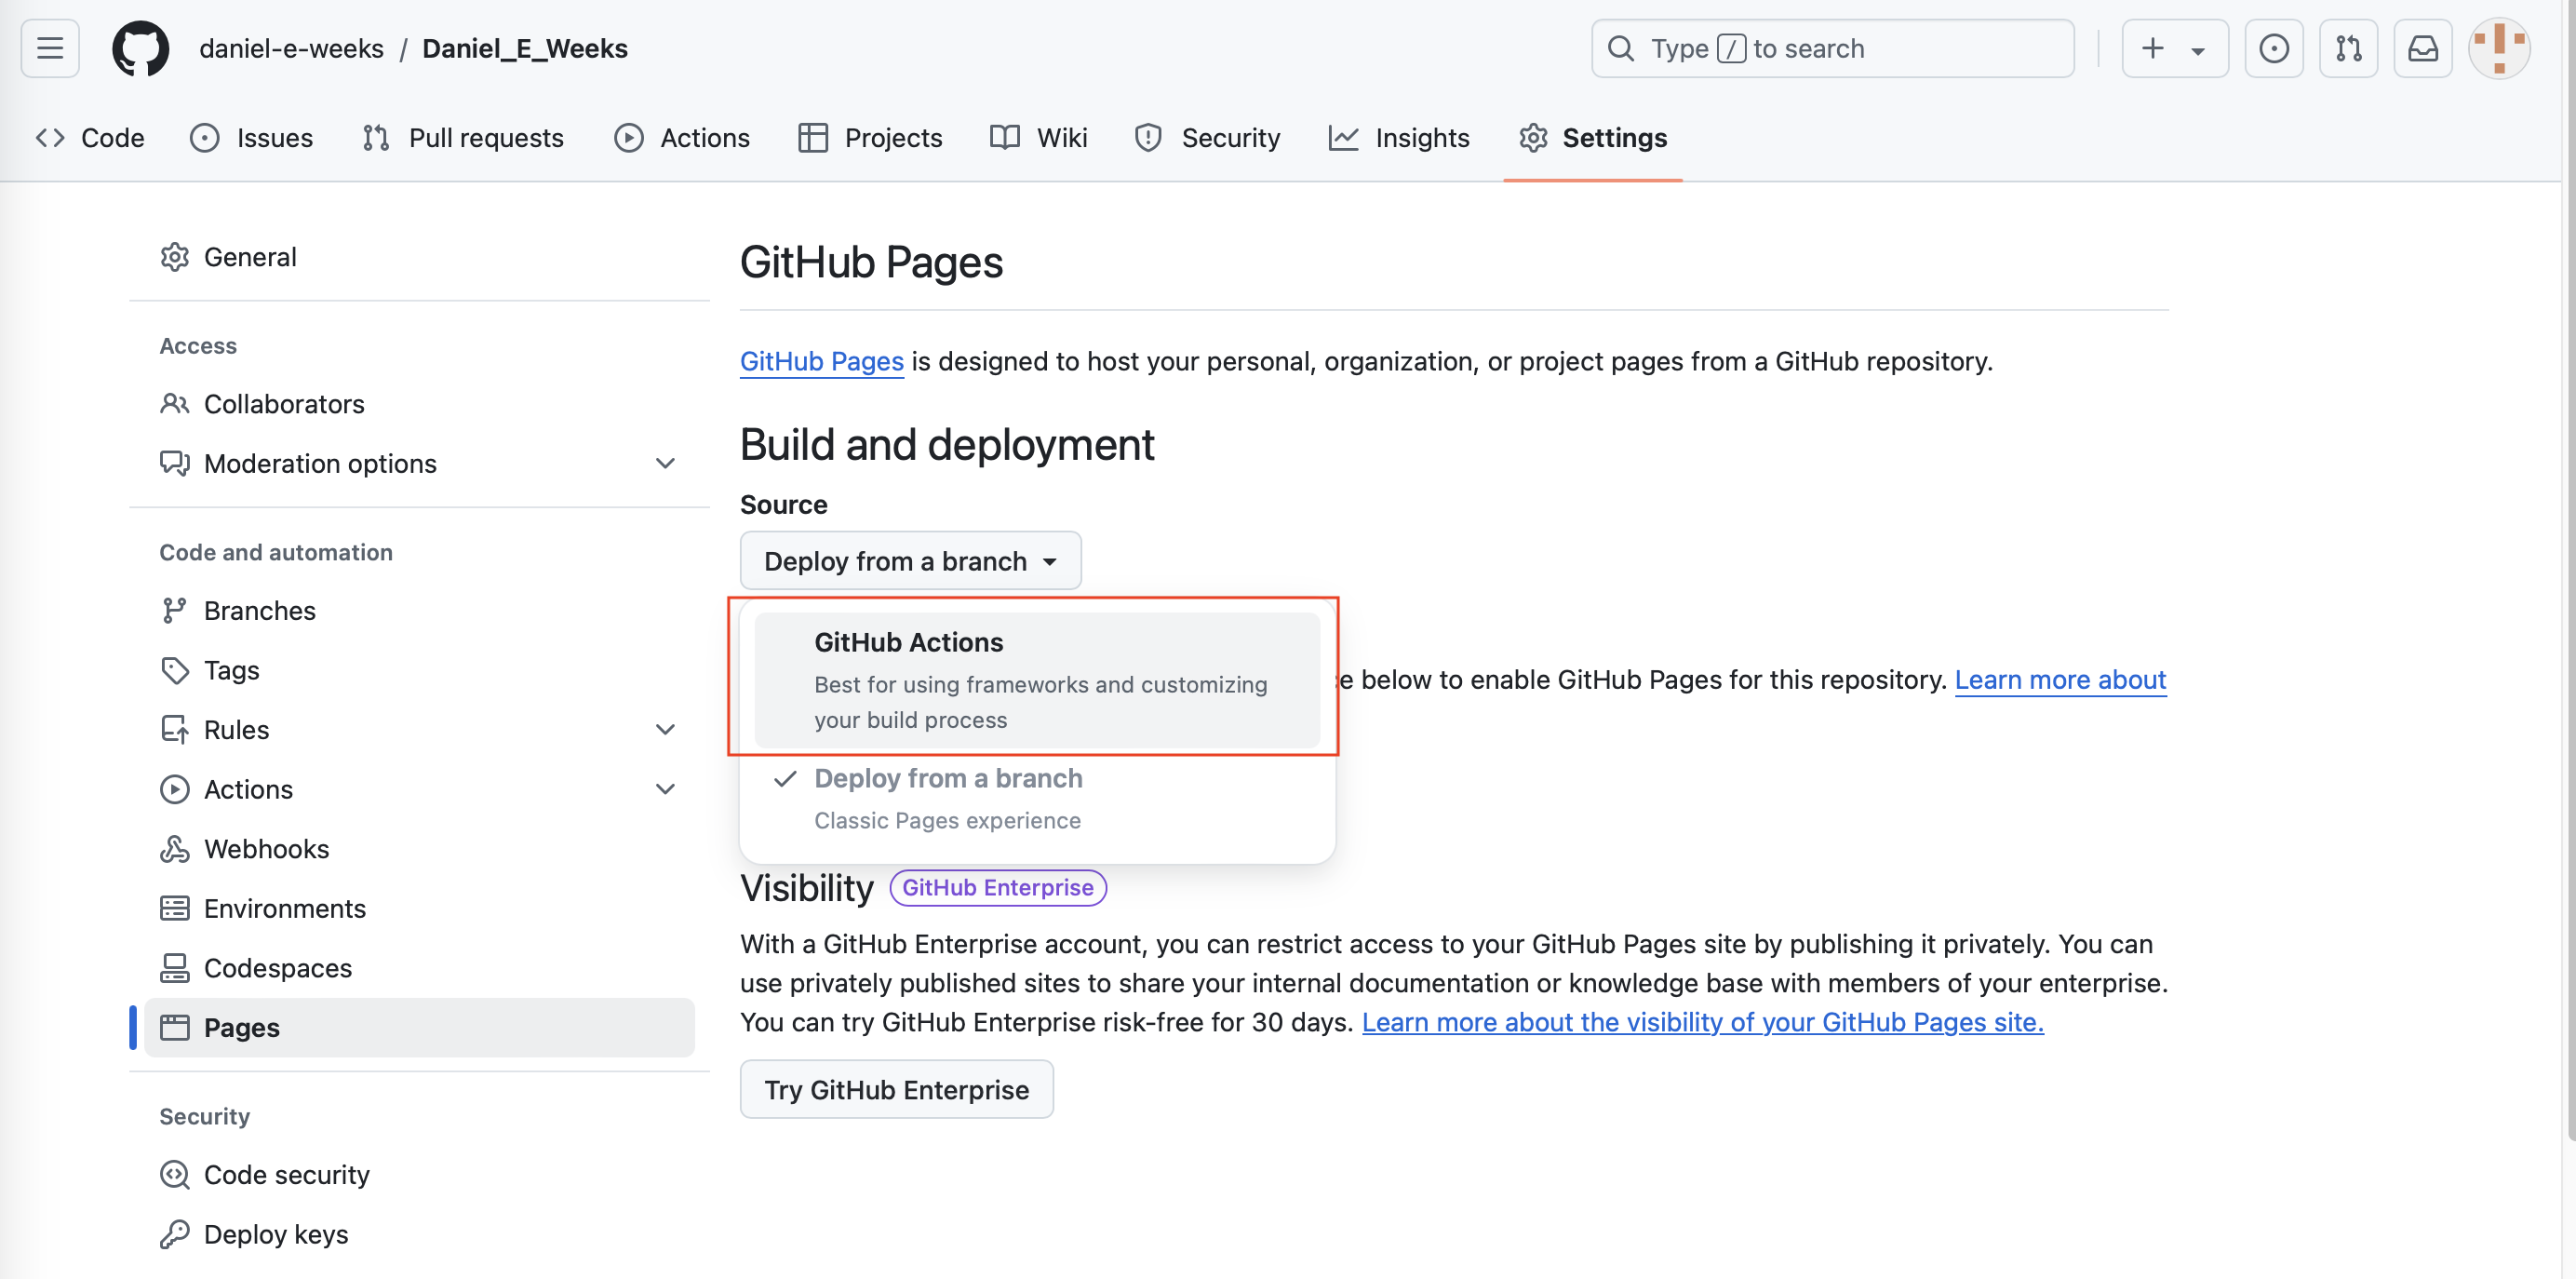 daniel-e-weeks / Daniel_E_Weeks
Type / to search
Code
Issues
Pull requests
Actions
Projects
Wiki
Security
Insights
Settings
General
Access
Collaborators
Moderation options
Code and automation
Branches
Tags
Rules
Actions
Webhooks
Environments
Codespaces
Pages
Security
Code security
Deploy keys
GitHub Pages
GitHub Pages is designed to host your personal, organization, or project pages from a GitHub repository.
Build and deployment
Source
Deploy from a branch
GitHub Actions
Best for using frameworks and customizing
your build process
below to enable GitHub Pages for this repository. Learn more about
Deploy from a branch
Classic Pages experience
Visibility GitHub Enterprise
With a GitHub Enterprise account, you can restrict access to your GitHub Pages site by publishing it privately. You can
use privately published sites to share your internal documentation or knowledge base with members of your enterprise.
You can try GitHub Enterprise risk-free for 30 days. Learn more about the visibility of your GitHub Pages site.
Try GitHub Enterprise